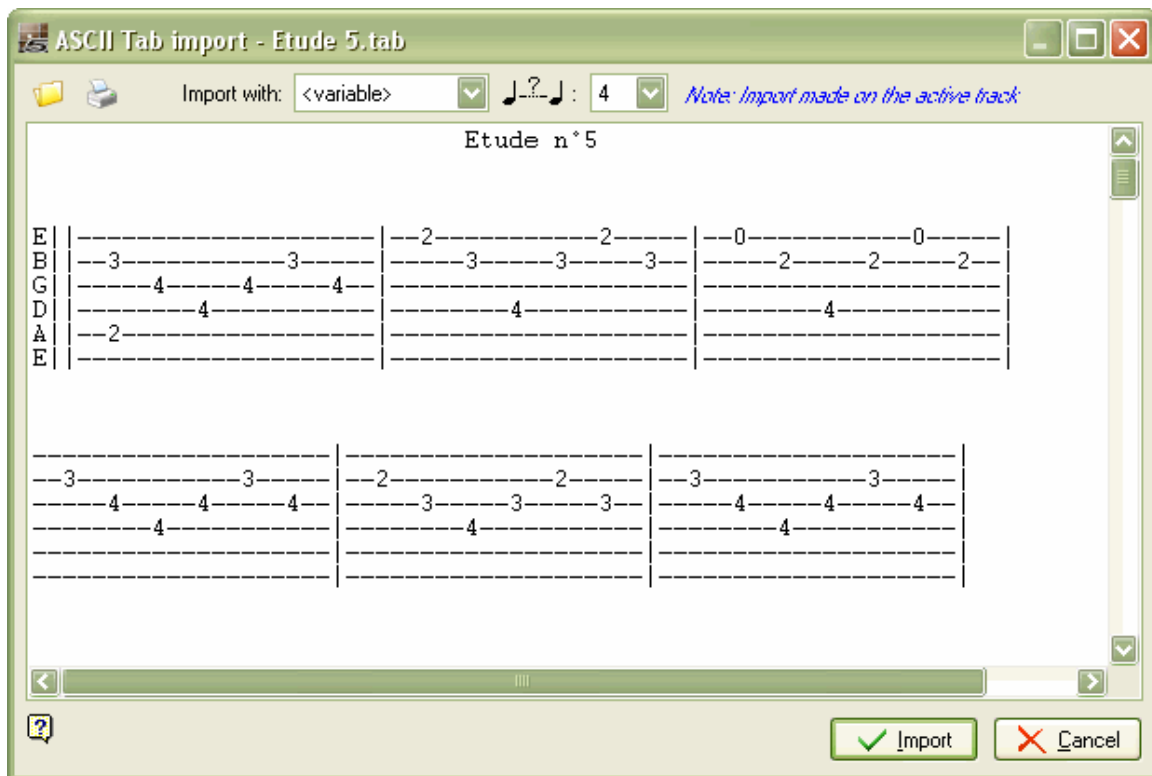 ASCII Tab import - Etude 5.tab
Import with: <variable> ? : 4 Note: Import made on the active track
Etude n°5
E||--------------------|--2-----------2-----|--0-----------0-----|
B||--3-----------3-----|-----3-----3-----3--|-----2-----2-----2--|
G||-----4-----4-----4--|--------------------|--------------------|
D||--------4-----------|--------4-----------|--------4-----------|
A||--2-----------------|--------------------|--------------------|
E||--------------------|--------------------|--------------------|
--------------------|--------------------|--------------------|
--3-----------3-----|--2-----------2-----|--3-----------3-----|
-----4-----4-----4--|-----3-----3-----3--|-----4-----4-----4--|
--------4-----------|--------4-----------|--------4-----------|
--------------------|--------------------|--------------------|
--------------------|--------------------|--------------------|
? Import Cancel